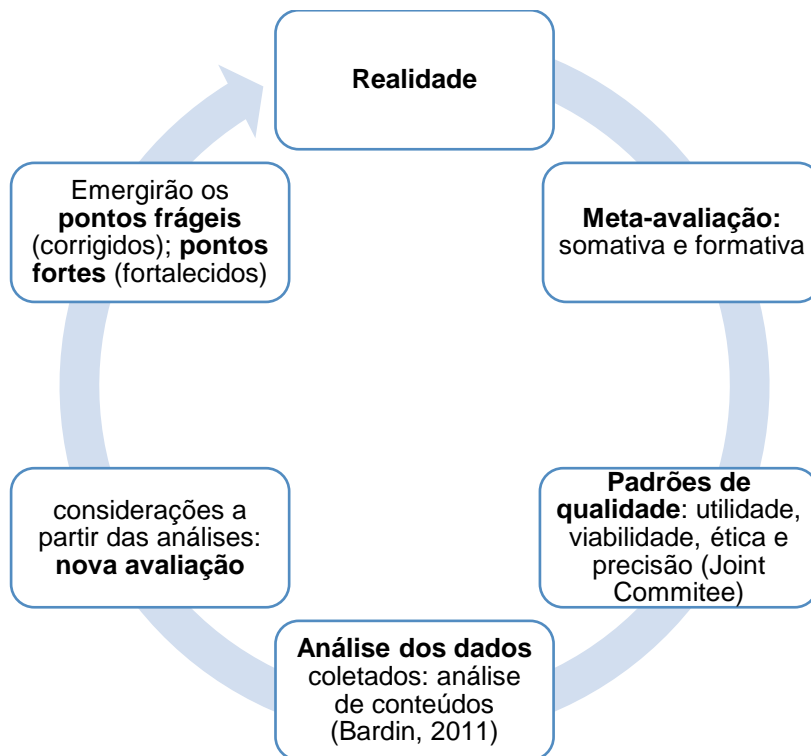 Realidade
Meta-avaliação:
somativa e formativa
Padrões de
qualidade: utilidade,
viabilidade, ética e
precisão (Joint
Commitee)
Análise dos dados
coletados: análise
de conteúdos
(Bardin, 2011)
considerações a
partir das análises:
nova avaliação
Emergirão os
pontos frágeis
(corrigidos); pontos
fortes (fortalecidos)